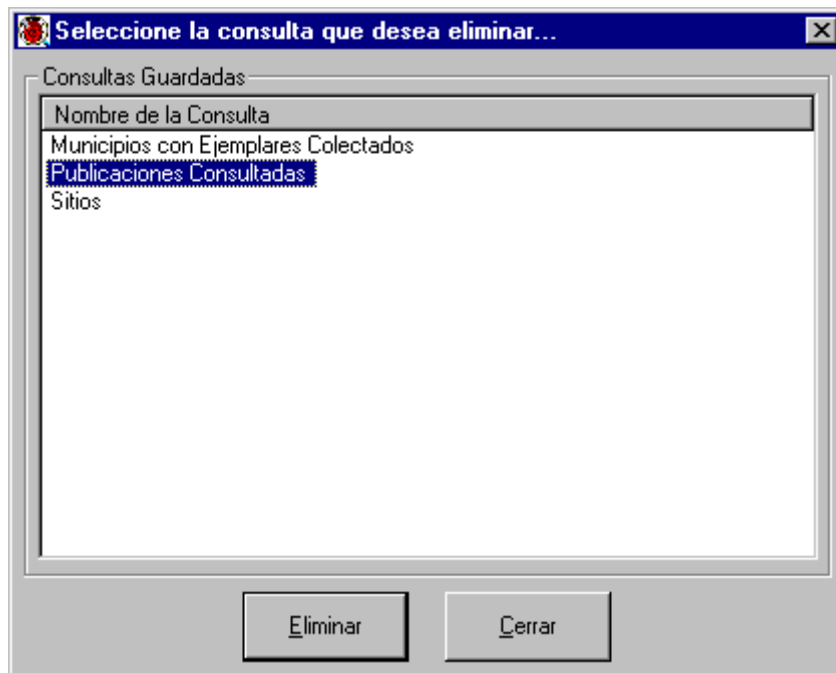 Seleccione la consulta que desea eliminar...
Consultas Guardadas
Nombre de la Consulta
Municipios con Ejemplares Colectados
Publicaciones Consultadas
Sitios
Eliminar
Cerrar